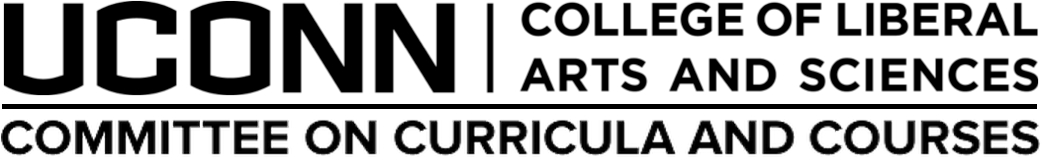 UCONN
COLLEGE OF LIBERAL
ARTS AND SCIENCES
COMMITTEE ON CURRICULA AND COURSES